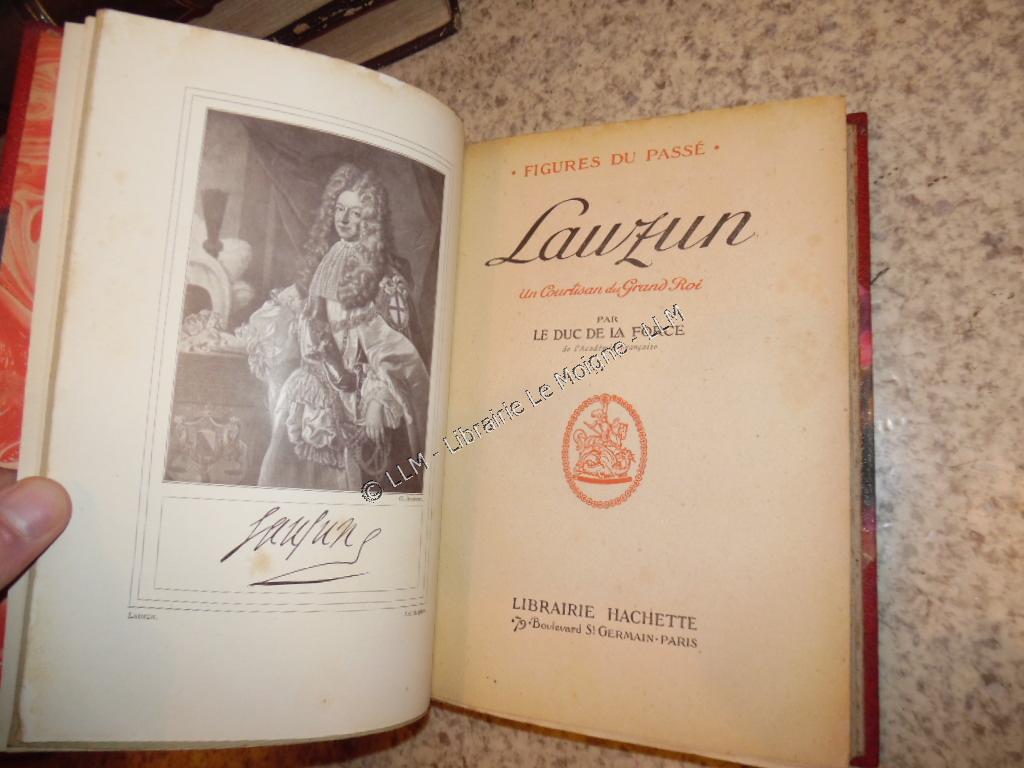 Lauzun
Lauzun.
• FIGURES DU PASSÉ •
Lauzun
Un Courtisan du Grand Roi
PAR
LE DUC DE LA FORCE
de l'Académie française
LIBRAIRIE HACHETTE
•79•Boulevard St GERMAIN•PARIS
© LLM - Librairie Le Moigne - LLM